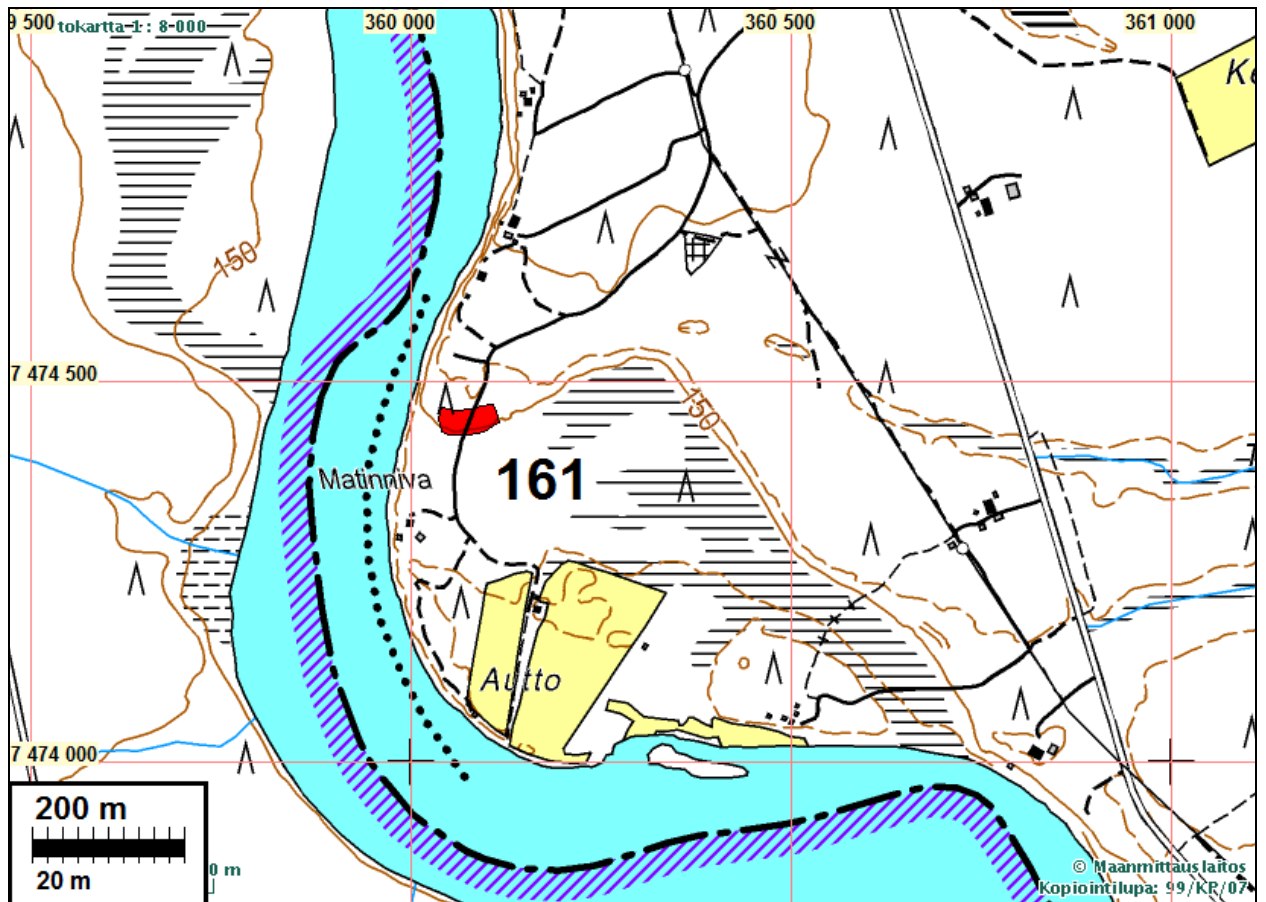 9 500
360 000
360 500
361 000
tokartta 1 : 8 000
150
7 474 500
150
Matinniva
161
Autto
7 474 000
200 m
20 m
0 m
© Maanmittauslaitos
Kopiointilupa: 99/KP/07